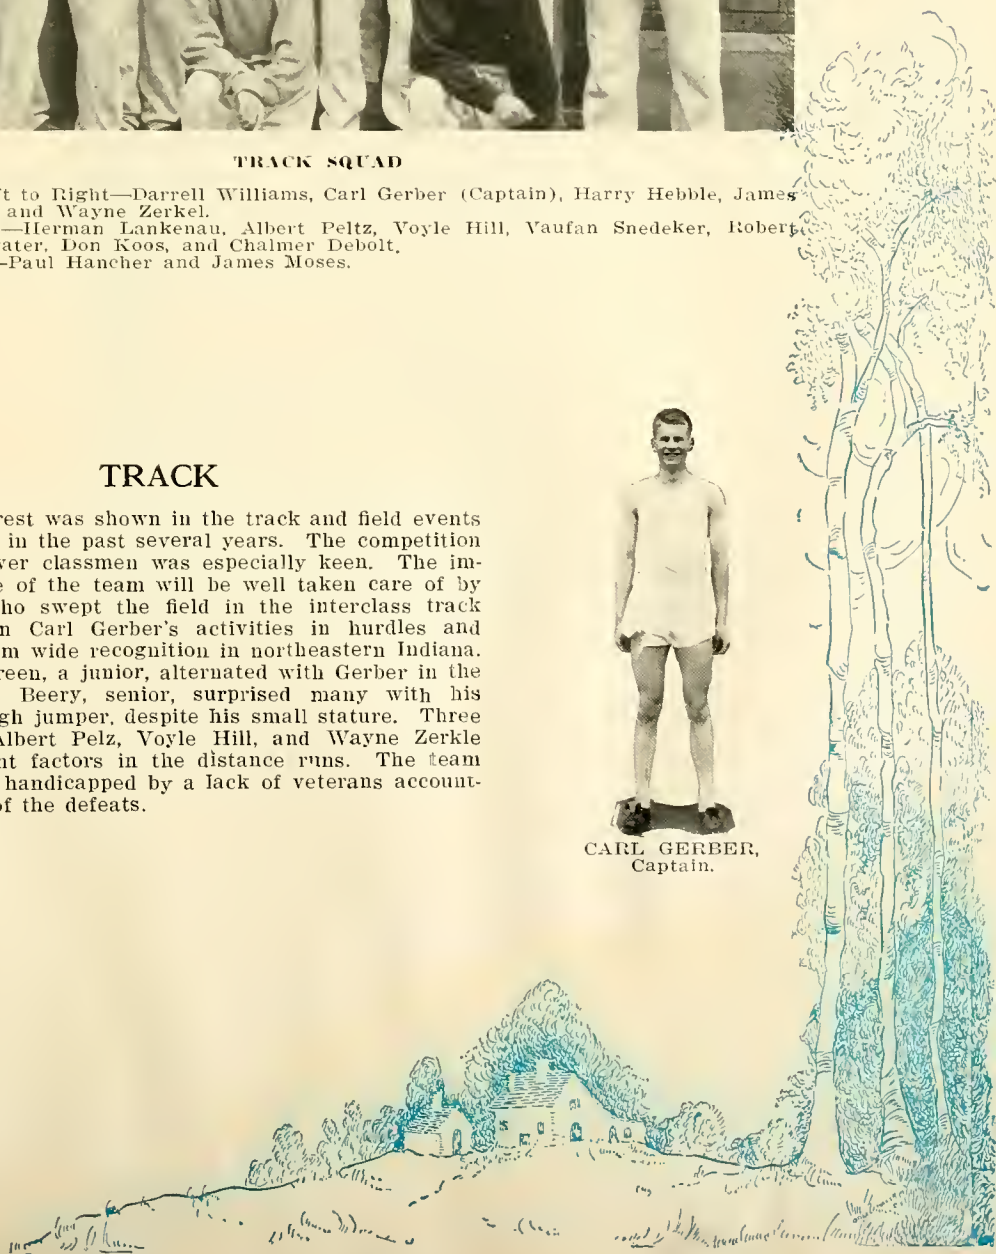 TRACK SQUAD
t to Right—Darrell Williams, Carl Gerber (Captain), Harry Hebble, James
and Wayne Zerkel.
—Herman Lankenau, Albert Peltz, Voyle Hill, Vaufan Snedeker, Robert
ater, Don Koos, and Chalmer Debolt.
-Paul Hancher and James Moses.
TRACK
rest was shown in the track and field events
in the past several years. The competition
er classmen was especially keen. The im-
e of the team will be well taken care of by
ho swept the field in the interclass track
n Carl Gerber's activities in hurdles and
m wide recognition in northeastern Indiana.
reen, a junior, alternated with Gerber in the
Beery, senior, surprised many with his
gh jumper, despite his small stature. Three
Albert Pelz, Voyle Hill, and Wayne Zerkle
nt factors in the distance runs. The team
handicapped by a lack of veterans account-
of the defeats.
CARL GERBER,
Captain.